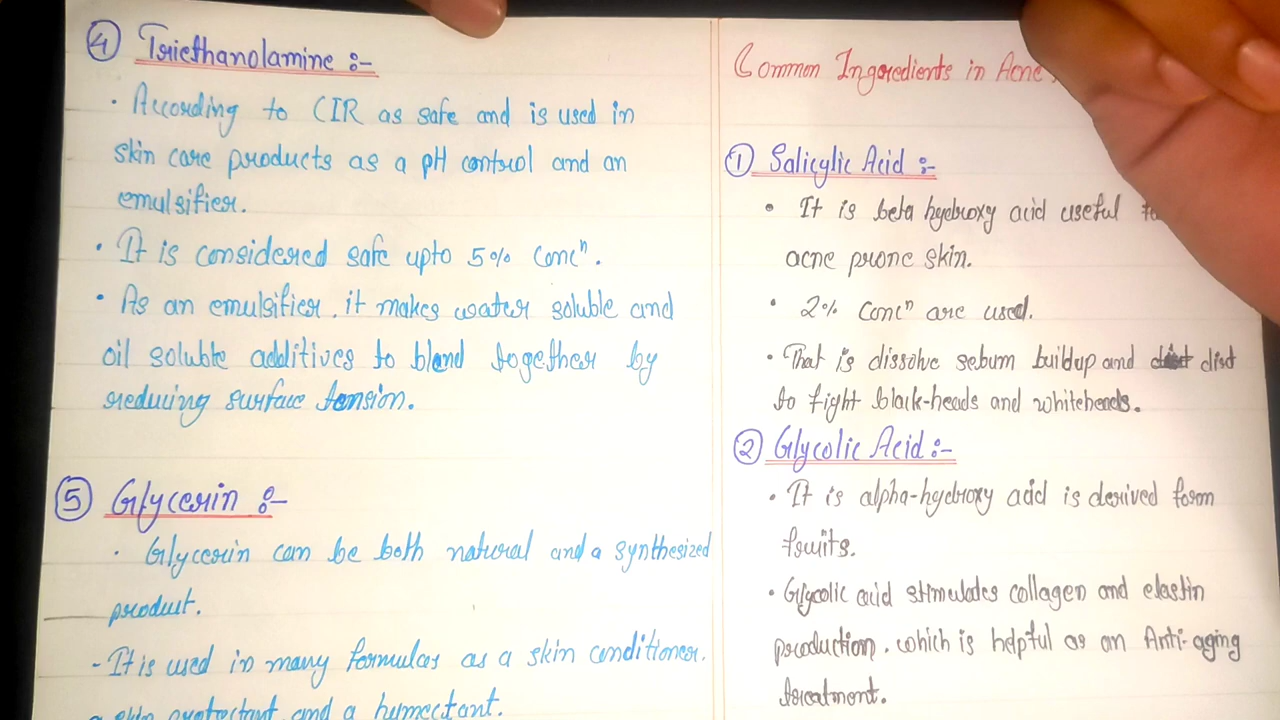 ④ Triethanolamine :-
• According to CIR as safe and is used in
skin care products as a pH control and an
emulsifier.
• It is considered safe upto 5% concⁿ.
• As an emulsifier, it makes water soluble and
oil soluble additives to blend together by
reducing surface tension.
⑤ Glycerin :-
• Glycerin can be both natural and a synthesized
product.
- It is used in many formulas as a skin conditioner.
a skin protectant and a humectant.
Common Ingredients in Acne
① Salicylic Acid :-
• It is beta hydroxy acid useful
acne prone skin.
• 2% concⁿ are used.
• That is dissolve sebum buildup and dist
to fight black-heads and whiteheads.
② Glycolic Acid :-
• It is alpha-hydroxy acid is derived form
fruits.
• Glycolic acid stimulates collagen and elastin
production. which is helpful as an Anti-aging
treatment.